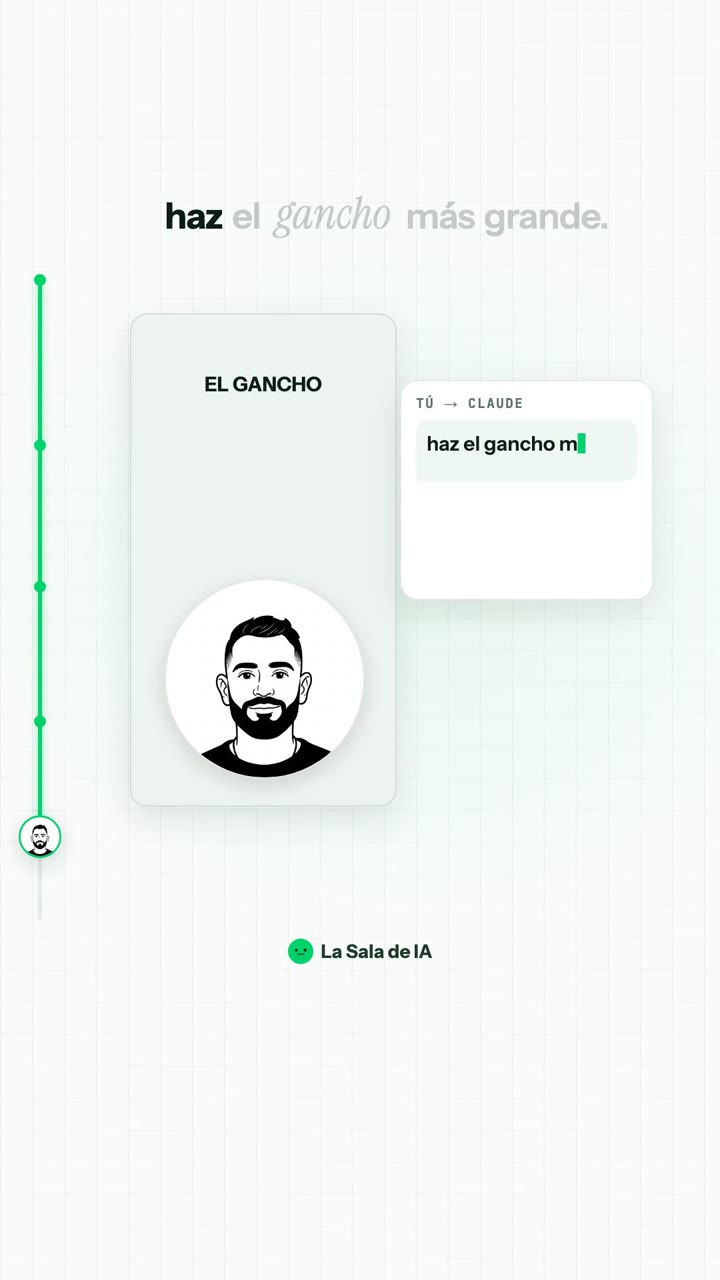 haz el gancho más grande.
EL GANCHO
TÚ → CLAUDE
haz el gancho m
La Sala de IA